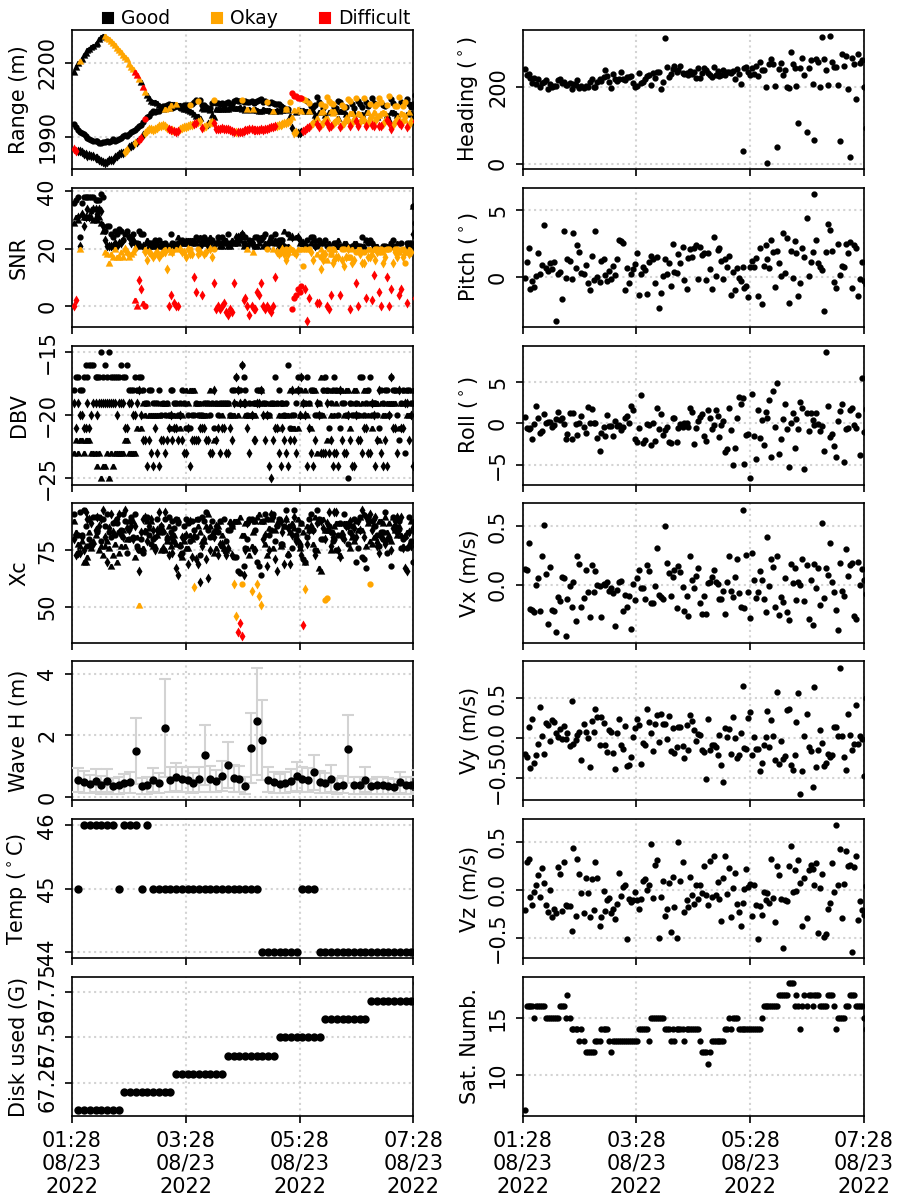 Good Okay Difficult
Range (m)
2200
1990
Heading (°)
200
0
SNR
40
20
0
Pitch (°)
5
0
DBV
−15
−20
−25
Roll (°)
5
0
−5
Xc
75
50
Vx (m/s)
0.5
0.0
Wave H (m)
4
2
0
Vy (m/s)
0.5
0.0
−0.5
Temp (°C)
46
45
44
Vz (m/s)
0.5
0.0
−0.5
Disk used (G)
67.75
67.50
67.25
Sat. Numb.
15
10
01:28 03:28 05:28 07:28 01:28 03:28 05:28 07:28
08/23 08/23 08/23 08/23 08/23 08/23 08/23 08/23
2022 2022 2022 2022 2022 2022 2022 2022